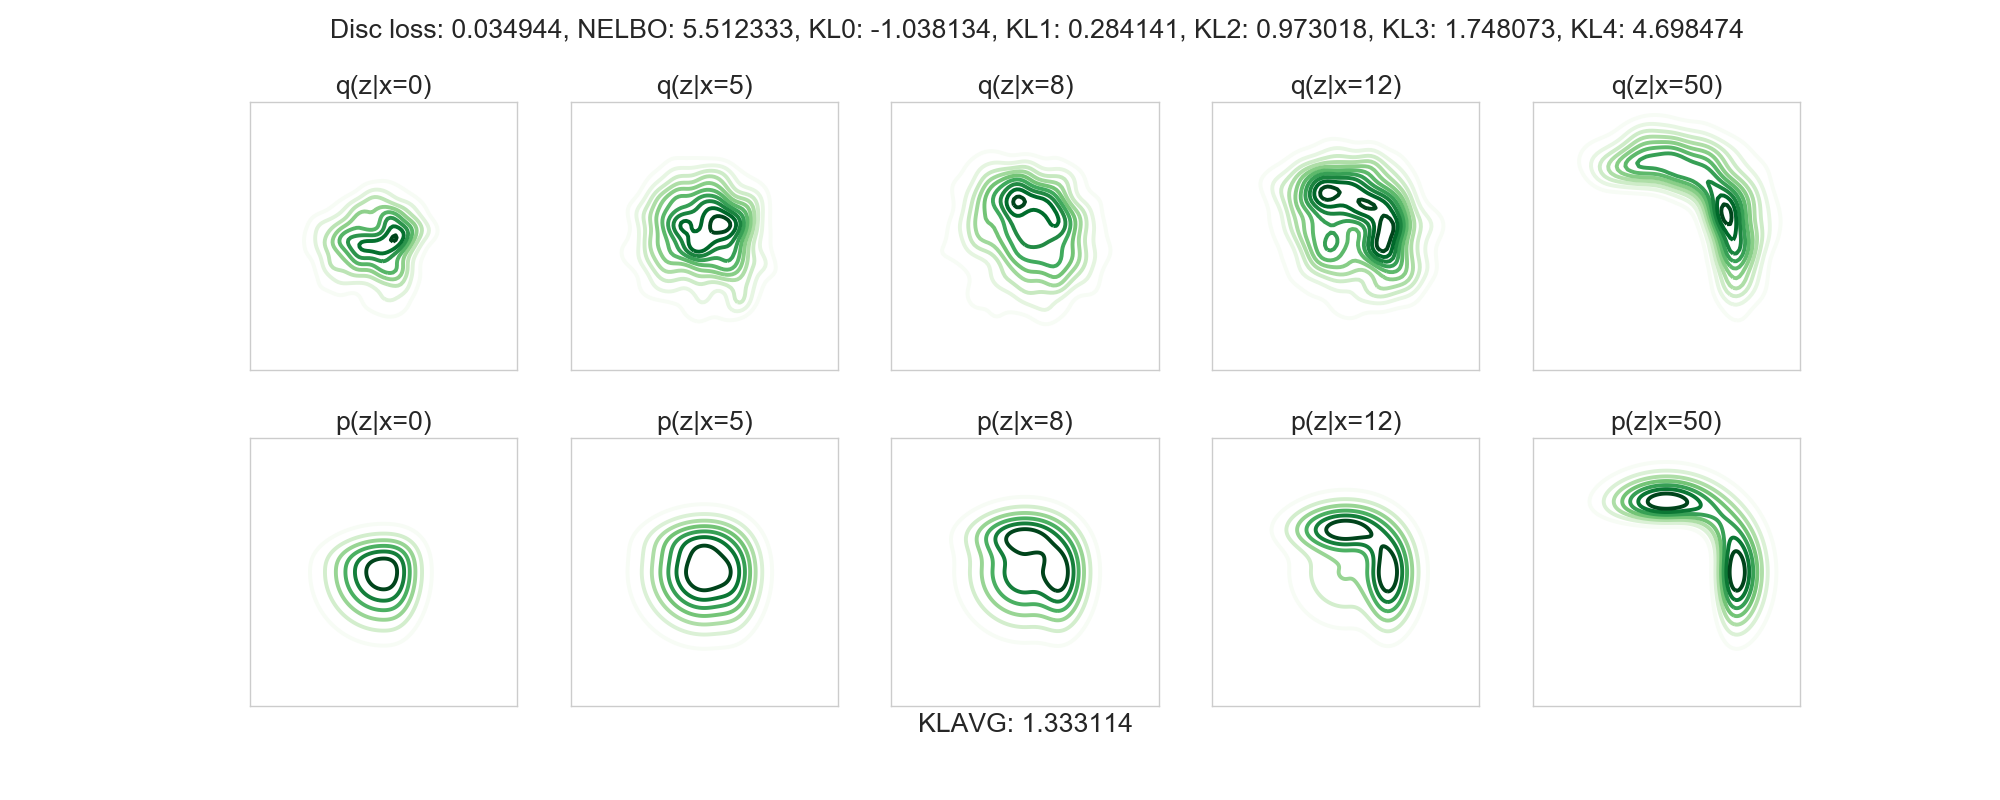 Disc loss: 0.034944, NELBO: 5.512333, KL0: -1.038134, KL1: 0.284141, KL2: 0.973018, KL3: 1.748073, KL4: 4.698474
q(z|x=0) q(z|x=5) q(z|x=8) q(z|x=12) q(z|x=50)
p(z|x=0) p(z|x=5) p(z|x=8) p(z|x=12) p(z|x=50)
KLAVG: 1.333114